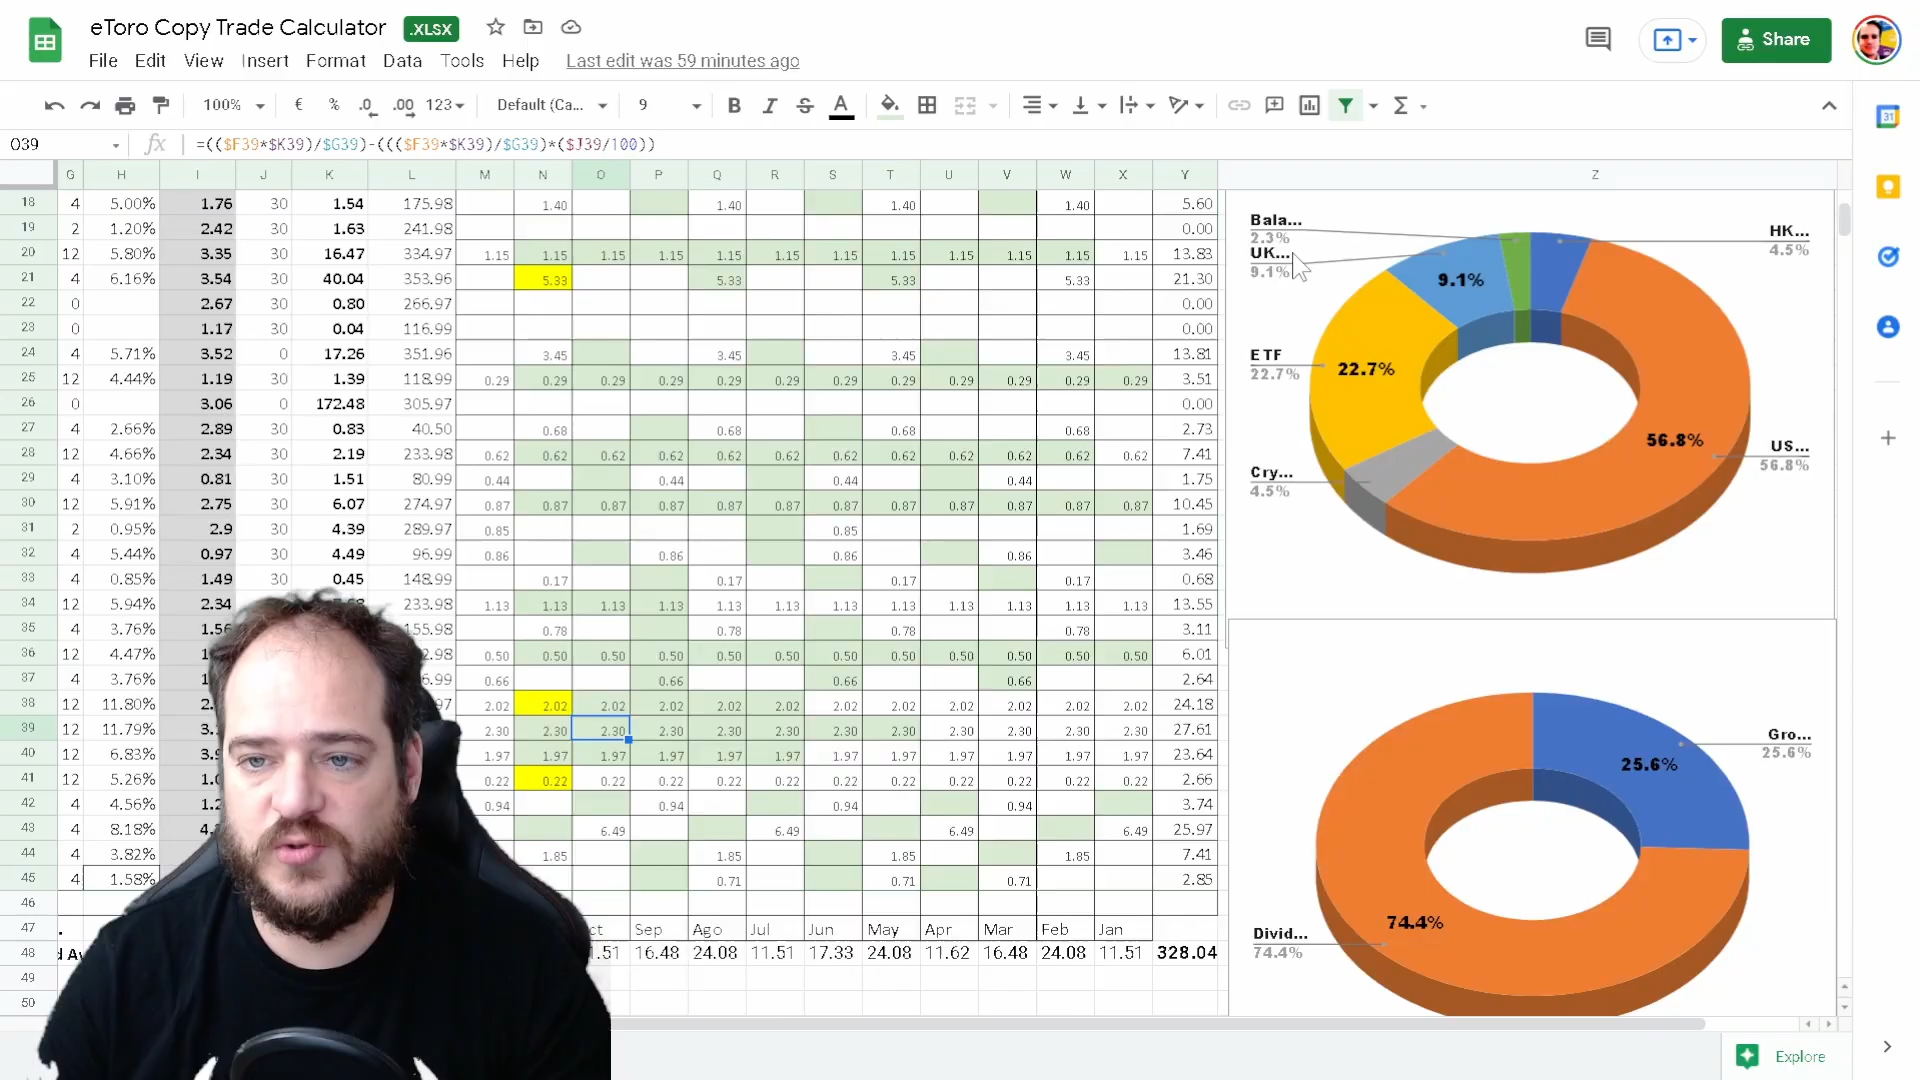 eToro Copy Trade Calculator .XLSX
File Edit View Insert Format Data Tools Help Last edit was 59 minutes ago
Share
100% € % .0 .00 123 Default (Ca... 9 B I S A Σ
31
O39 fx =(($F39*$K39)/$G39)-((($F39*$K39)/$G39)*($J39/100))
G H I J K L M N O P Q R S T U V W X Y Z
18 4 5.00% 1.76 30 1.54 175.98 1.40 1.40 1.40 1.40 5.60
19 2 1.20% 2.42 30 1.63 241.98 0.00
20 12 5.80% 3.35 30 16.47 334.97 1.15 1.15 1.15 1.15 1.15 1.15 1.15 1.15 1.15 1.15 1.15 1.15 13.83
21 4 6.16% 3.54 30 40.04 353.96 5.33 5.33 5.33 5.33 21.30
22 0 2.67 30 0.80 266.97 0.00
23 0 1.17 30 0.04 116.99 0.00
24 4 5.71% 3.52 0 17.26 351.96 3.45 3.45 3.45 3.45 13.81
25 12 4.44% 1.19 30 1.39 118.99 0.29 0.29 0.29 0.29 0.29 0.29 0.29 0.29 0.29 0.29 0.29 0.29 3.51
26 0 3.06 0 172.48 305.97 0.00
27 4 2.66% 2.89 30 0.83 40.50 0.68 0.68 0.68 0.68 2.73
28 12 4.66% 2.34 30 2.19 233.98 0.62 0.62 0.62 0.62 0.62 0.62 0.62 0.62 0.62 0.62 0.62 0.62 7.41
29 4 3.10% 0.81 30 1.51 80.99 0.44 0.44 0.44 0.44 1.75
30 12 5.91% 2.75 30 6.07 274.97 0.87 0.87 0.87 0.87 0.87 0.87 0.87 0.87 0.87 0.87 0.87 0.87 10.45
31 2 0.95% 2.9 30 4.39 289.97 0.85 0.85 1.69
32 4 5.44% 0.97 30 4.49 96.99 0.86 0.86 0.86 0.86 3.46
33 4 0.85% 1.49 30 0.45 148.99 0.17 0.17 0.17 0.17 0.68
34 12 5.94% 2.34 233.98 1.13 1.13 1.13 1.13 1.13 1.13 1.13 1.13 1.13 1.13 1.13 1.13 13.55
35 4 3.76% 1.56 155.98 0.78 0.78 0.78 0.78 3.11
36 12 4.47% 2.98 0.50 0.50 0.50 0.50 0.50 0.50 0.50 0.50 0.50 0.50 0.50 0.50 6.01
37 4 3.76% 6.99 0.66 0.66 0.66 0.66 2.64
38 12 11.80% 2. 97 2.02 2.02 2.02 2.02 2.02 2.02 2.02 2.02 2.02 2.02 2.02 2.02 24.18
39 12 11.79% 3. 2.30 2.30 2.30 2.30 2.30 2.30 2.30 2.30 2.30 2.30 2.30 2.30 27.61
40 12 6.83% 3.9 1.97 1.97 1.97 1.97 1.97 1.97 1.97 1.97 1.97 1.97 1.97 1.97 23.64
41 12 5.26% 1.0 0.22 0.22 0.22 0.22 0.22 0.22 0.22 0.22 0.22 0.22 0.22 0.22 2.66
42 4 4.56% 1.2 0.94 0.94 0.94 0.94 3.74
43 4 8.18% 4. 6.49 6.49 6.49 6.49 25.97
44 4 3.82% 1.85 1.85 1.85 1.85 7.41
45 4 1.58% 0.71 0.71 0.71 2.85
46
47 . ct Sep Ago Jul Jun May Apr Mar Feb Jan
48 d Av 1.51 16.48 24.08 11.51 17.33 24.08 11.62 16.48 24.08 11.51 328.04
49
50
Bala...
2.3%
UK...
9.1%
HK...
4.5%
9.1%
ETF
22.7%
22.7%
56.8%
US...
56.8%
Cry...
4.5%
Gro...
25.6%
25.6%
74.4%
Divid...
74.4%
Explore